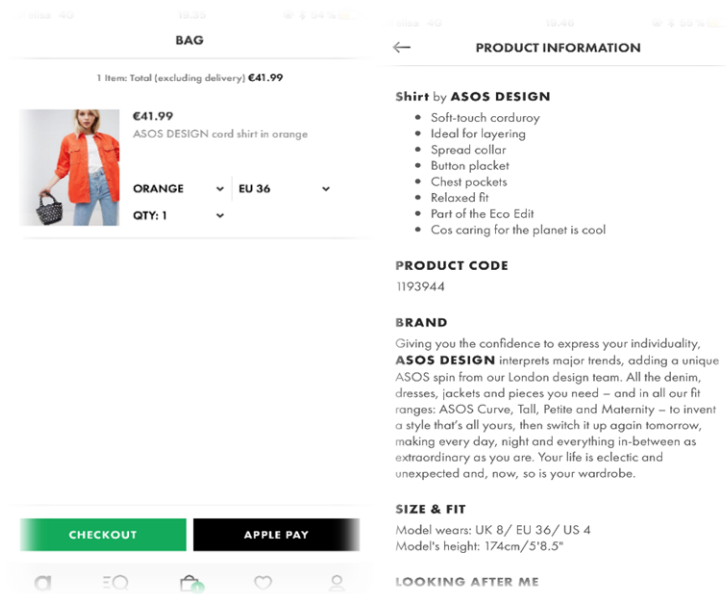 BAG
1 Item: Total (excluding delivery) €41.99
€41.99
ASOS DESIGN cord shirt in orange
ORANGE
EU 36
QTY: 1
CHECKOUT
APPLE PAY
PRODUCT INFORMATION
Shirt by ASOS DESIGN
Soft-touch corduroy
Ideal for layering
Spread collar
Button placket
Chest pockets
Relaxed fit
Part of the Eco Edit
Cos caring for the planet is cool
PRODUCT CODE
1193944
BRAND
Giving you the confidence to express your individuality,
ASOS DESIGN interprets major trends, adding a unique
ASOS spin from our London design team. All the denim,
dresses, jackets and pieces you need – and in all our fit
ranges: ASOS Curve, Tall, Petite and Maternity – to invent
a style that's all yours, then switch it up again tomorrow,
making every day, night and everything in-between as
extraordinary as you are. Your life is eclectic and
unexpected and, now, so is your wardrobe.
SIZE & FIT
Model wears: UK 8/ EU 36/ US 4
Model's height: 174cm/5'8.5"
LOOKING AFTER ME